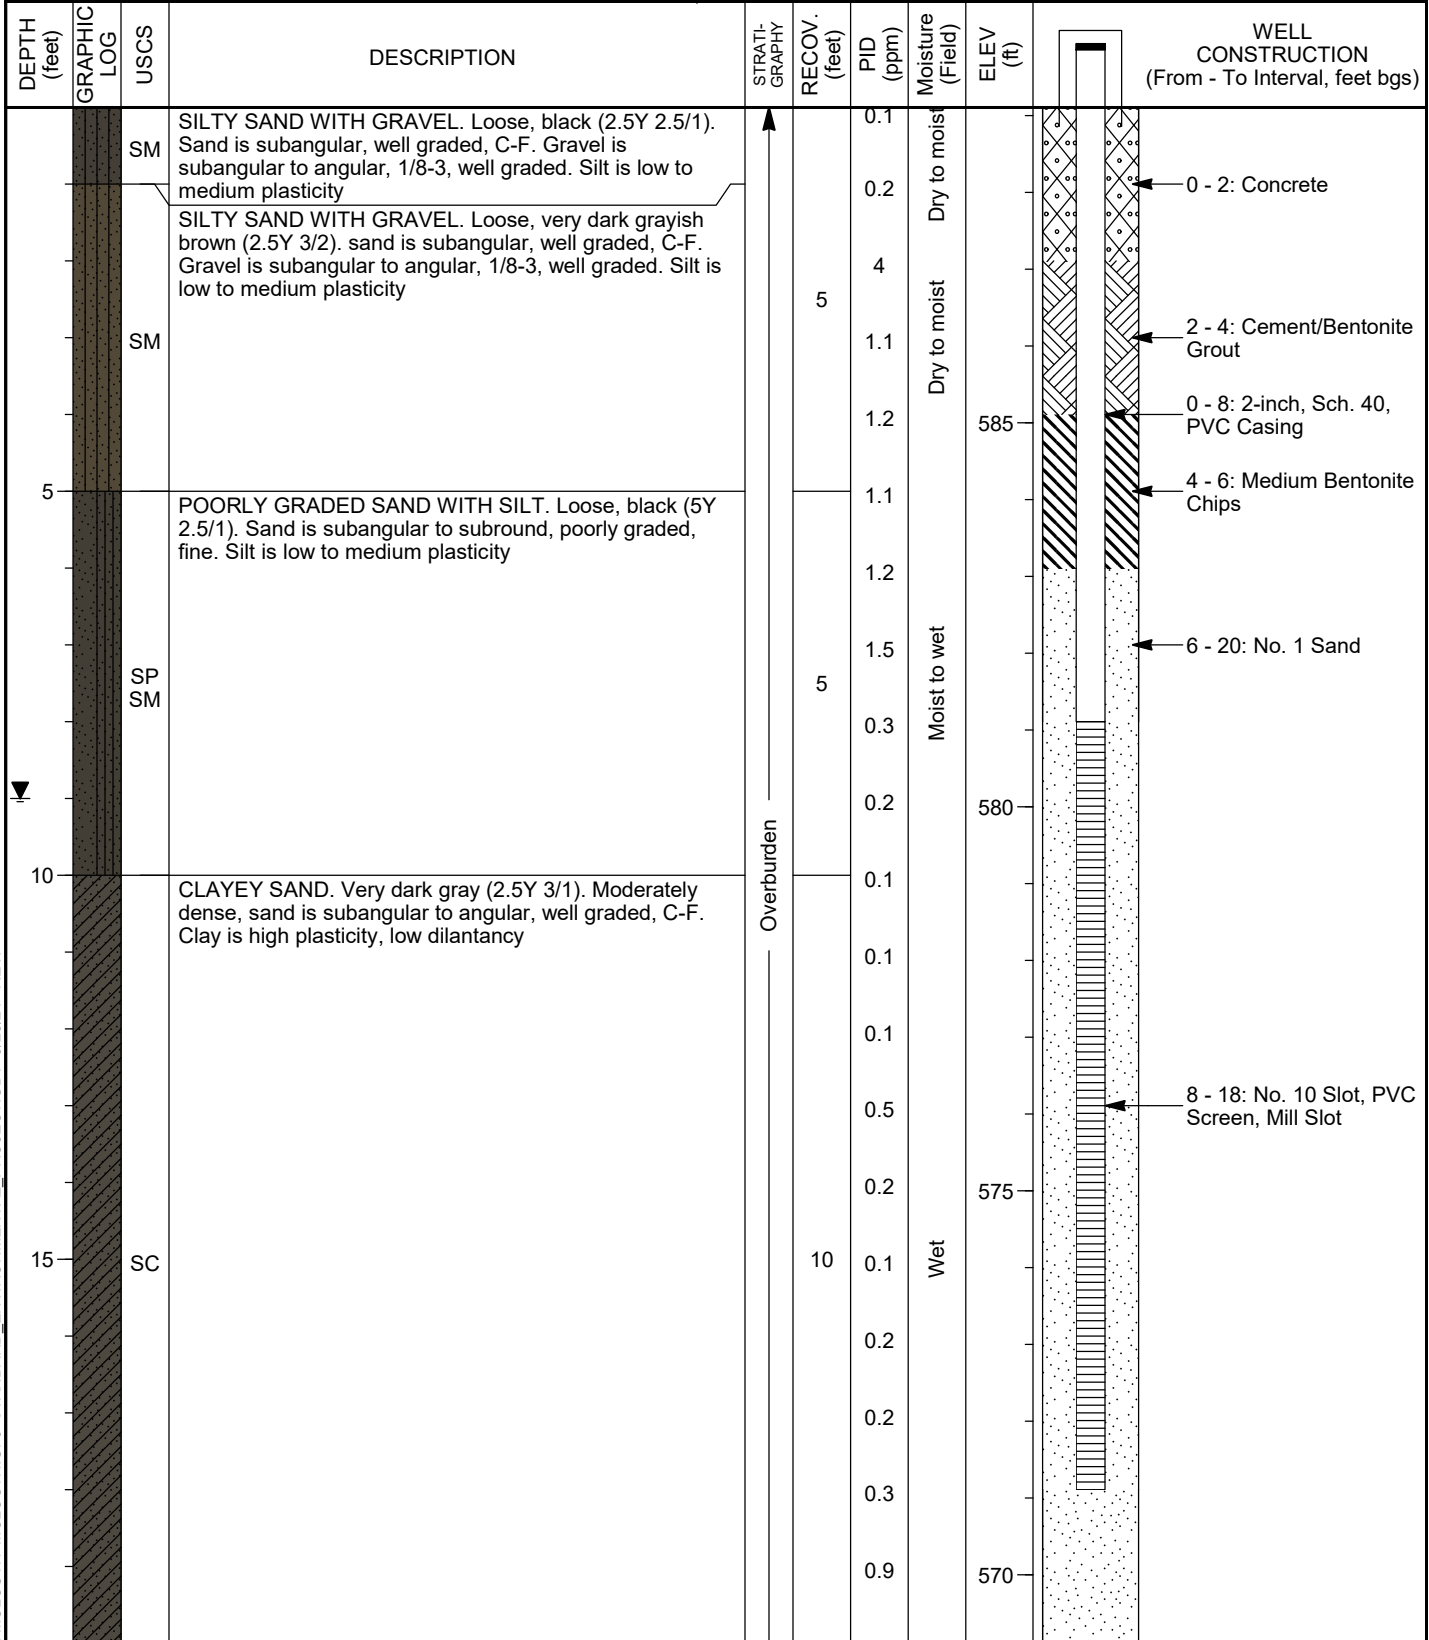 DEPTH
(feet)
GRAPHIC
LOG
USCS
DESCRIPTION
STRATI-
GRAPHY
RECOV.
(feet)
PID
(ppm)
Moisture
(Field)
ELEV
(ft)
WELL
CONSTRUCTION
(From - To Interval, feet bgs)
SM
SILTY SAND WITH GRAVEL. Loose, black (2.5Y 2.5/1).
Sand is subangular, well graded, C-F. Gravel is
subangular to angular, 1/8-3, well graded. Silt is low to
medium plasticity
SM
SILTY SAND WITH GRAVEL. Loose, very dark grayish
brown (2.5Y 3/2). sand is subangular, well graded, C-F.
Gravel is subangular to angular, 1/8-3, well graded. Silt is
low to medium plasticity
5
POORLY GRADED SAND WITH SILT. Loose, black (5Y
2.5/1). Sand is subangular to subround, poorly graded,
fine. Silt is low to medium plasticity
SP
SM
10
CLAYEY SAND. Very dark gray (2.5Y 3/1). Moderately
dense, sand is subangular to angular, well graded, C-F.
Clay is high plasticity, low dilantancy
15
SC
Overburden
5
5
10
0.1
0.2
4
1.1
1.2
1.1
1.2
1.5
0.3
0.2
0.1
0.1
0.1
0.5
0.2
0.1
0.2
0.2
0.3
0.9
Dry to moist
Dry to moist
Moist to wet
Wet
585
580
575
570
0 - 2: Concrete
2 - 4: Cement/Bentonite
Grout
0 - 8: 2-inch, Sch. 40,
PVC Casing
4 - 6: Medium Bentonite
Chips
6 - 20: No. 1 Sand
8 - 18: No. 10 Slot, PVC
Screen, Mill Slot